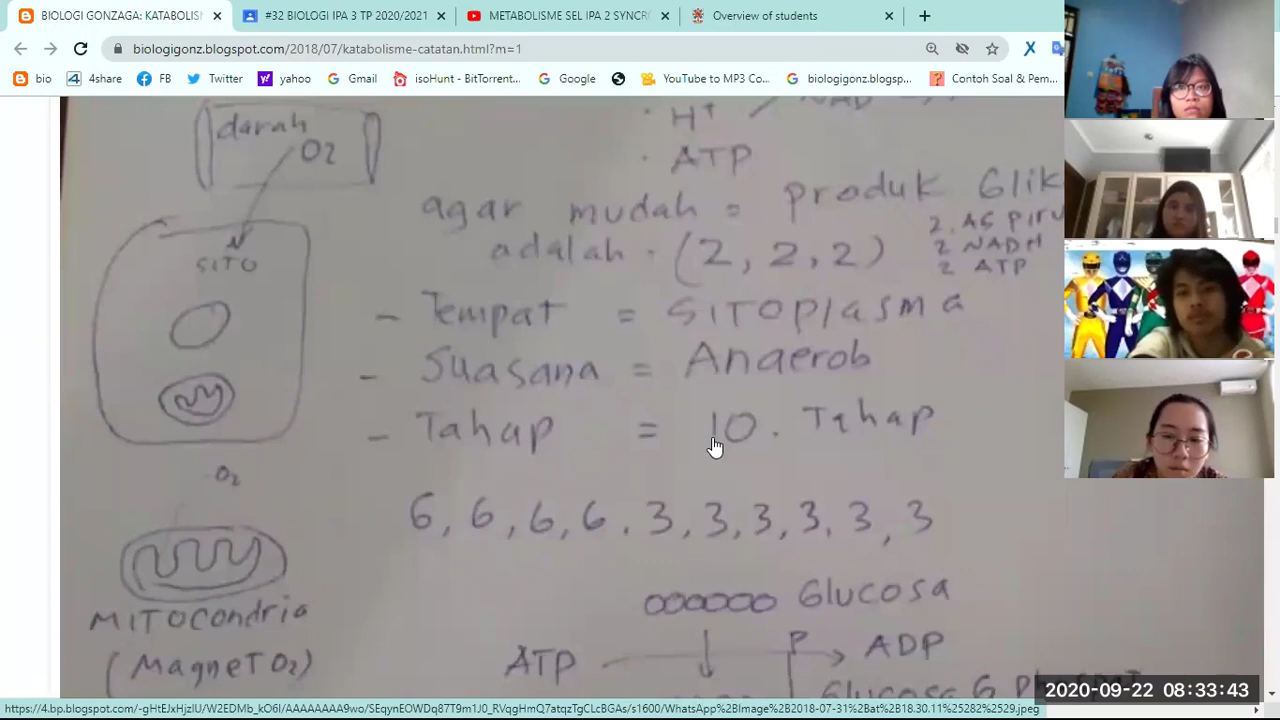 BIOLOGI GONZAGA: KATABOLISM
#32 BIOLOGI IPA 3 TP 2020/2021
METABOLISME SEL IPA 2 SYNCR
Overview of students
biologigonz.blogspot.com/2018/07/katabolisme-catatan.html?m=1
bio
4share
FB
Twitter
yahoo
Gmail
isoHunt - BitTorrent...
Google
YouTube to MP3 Co...
biologigonz.blogsp...
Contoh Soal & Pem...
darah
O2
SITO
O2
MITOCondria
(MagneT O2)
· H+
· ATP
agar mudah = produk Glik
adalah · (2, 2, 2)
2. AS PIRU
2 NADH
2 ATP
- Tempat = SITOplasma
- Suasana = Anaerob
- Tahap = 10. Tahap
6, 6, 6, 6. 3, 3, 3, 3, 3, 3
Glucosa
ATP
P
ADP
Glucosa 6 phospat
2020-09-22 08:33:43